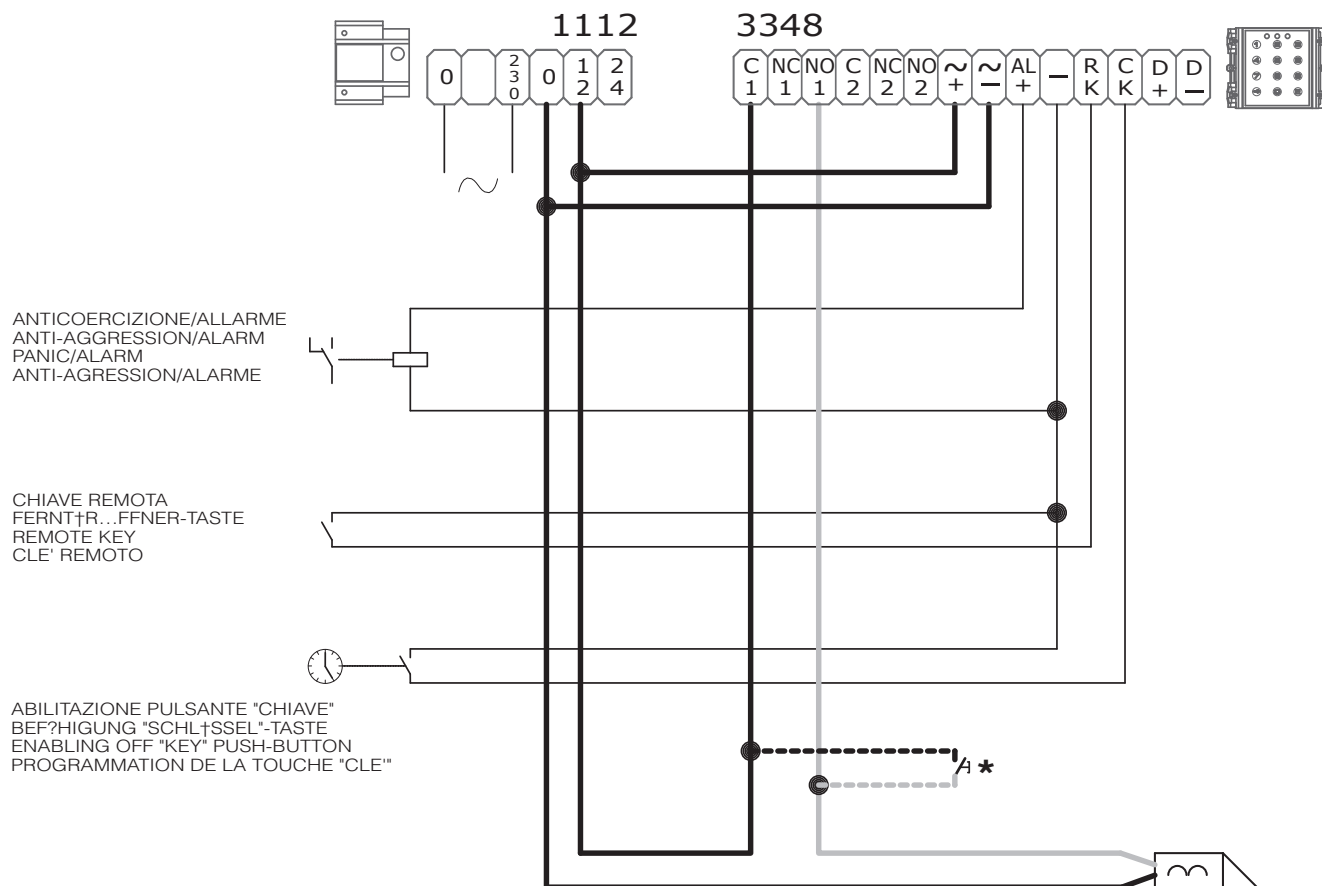 1112
3348
0
230
0
12
24
C1
NC1
NO1
C2
NC2
NO2
~+
~−
AL+
−
RK
CK
D+
D−
ANTICOERCIZIONE/ALLARME
ANTI-AGGRESSION/ALARM
PANIC/ALARM
ANTI-AGRESSION/ALARME
CHIAVE REMOTA
FERNT†R…FFNER-TASTE
REMOTE KEY
CLE' REMOTO
ABILITAZIONE PULSANTE "CHIAVE"
BEF?HIGUNG "SCHL†SSEL"-TASTE
ENABLING OFF "KEY" PUSH-BUTTON
PROGRAMMATION DE LA TOUCHE "CLE'"
*